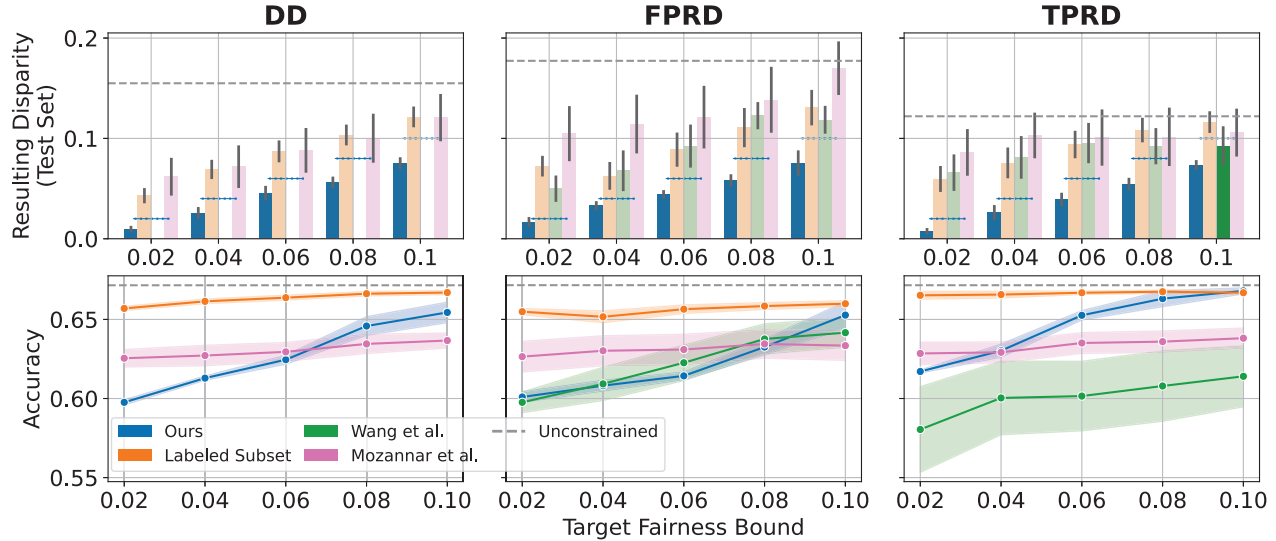 DD FPRD TPRD
Resulting Disparity
(Test Set)
0.2
0.1
0.0
0.02 0.04 0.06 0.08 0.1
0.02 0.04 0.06 0.08 0.1
0.02 0.04 0.06 0.08 0.1
Accuracy
0.65
0.60
0.55
Ours
Labeled Subset
Wang et al.
Mozannar et al.
Unconstrained
0.02 0.04 0.06 0.08 0.10
0.02 0.04 0.06 0.08 0.10
0.02 0.04 0.06 0.08 0.10
Target Fairness Bound